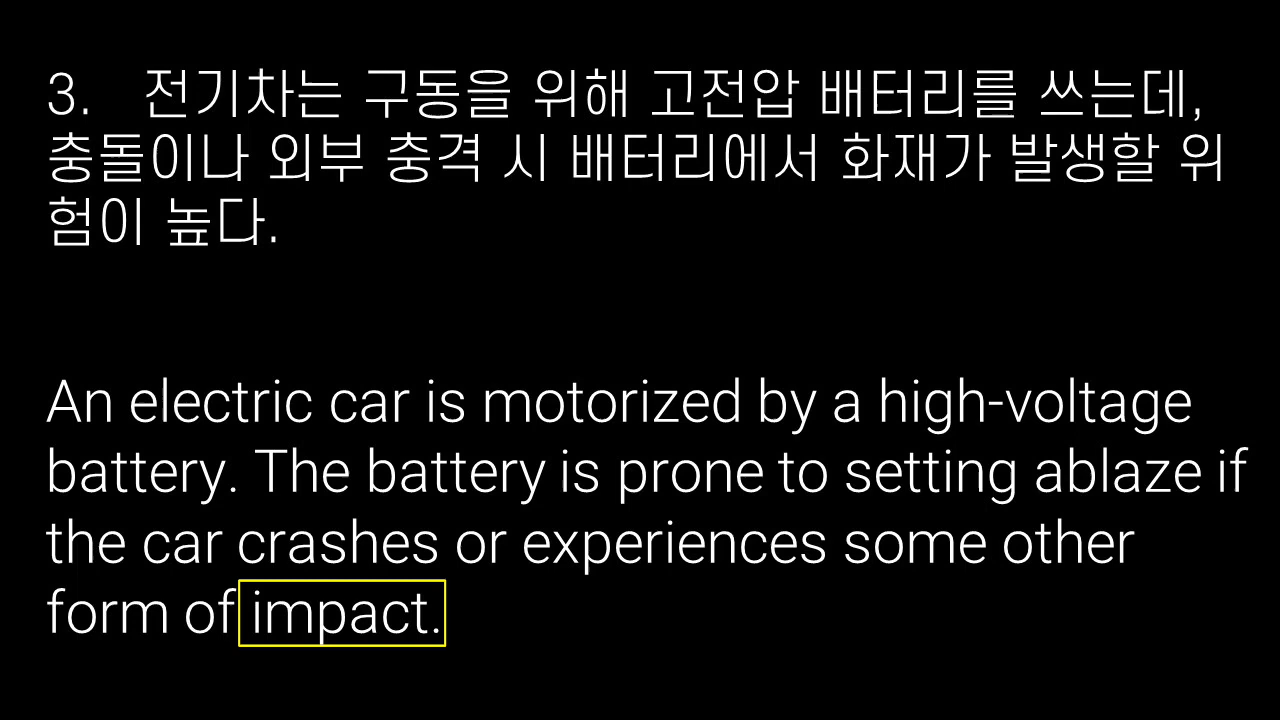 3. 전기차는 구동을 위해 고전압 배터리를 쓰는데,
충돌이나 외부 충격 시 배터리에서 화재가 발생할 위
험이 높다.
An electric car is motorized by a high-voltage
battery. The battery is prone to setting ablaze if
the car crashes or experiences some other
form of impact.